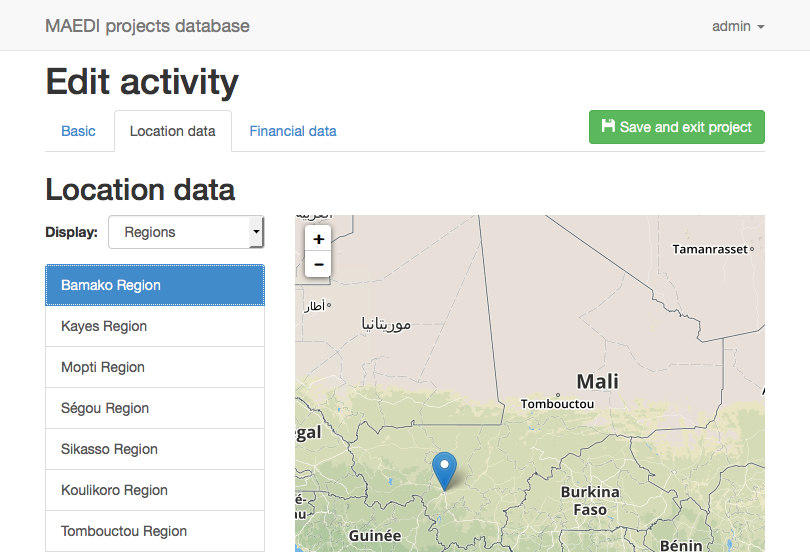 MAEDI projects database
admin
Edit activity
Basic
Location data
Financial data
Save and exit project
Location data
Display:
Regions
Bamako Region
Kayes Region
Mopti Region
Ségou Region
Sikasso Region
Koulikoro Region
Tombouctou Region
+
−
Tamanrasset
أطار
موريتانيا
Mali
Tombouctou
gal
Burkina
Faso
Guinée
Bénin